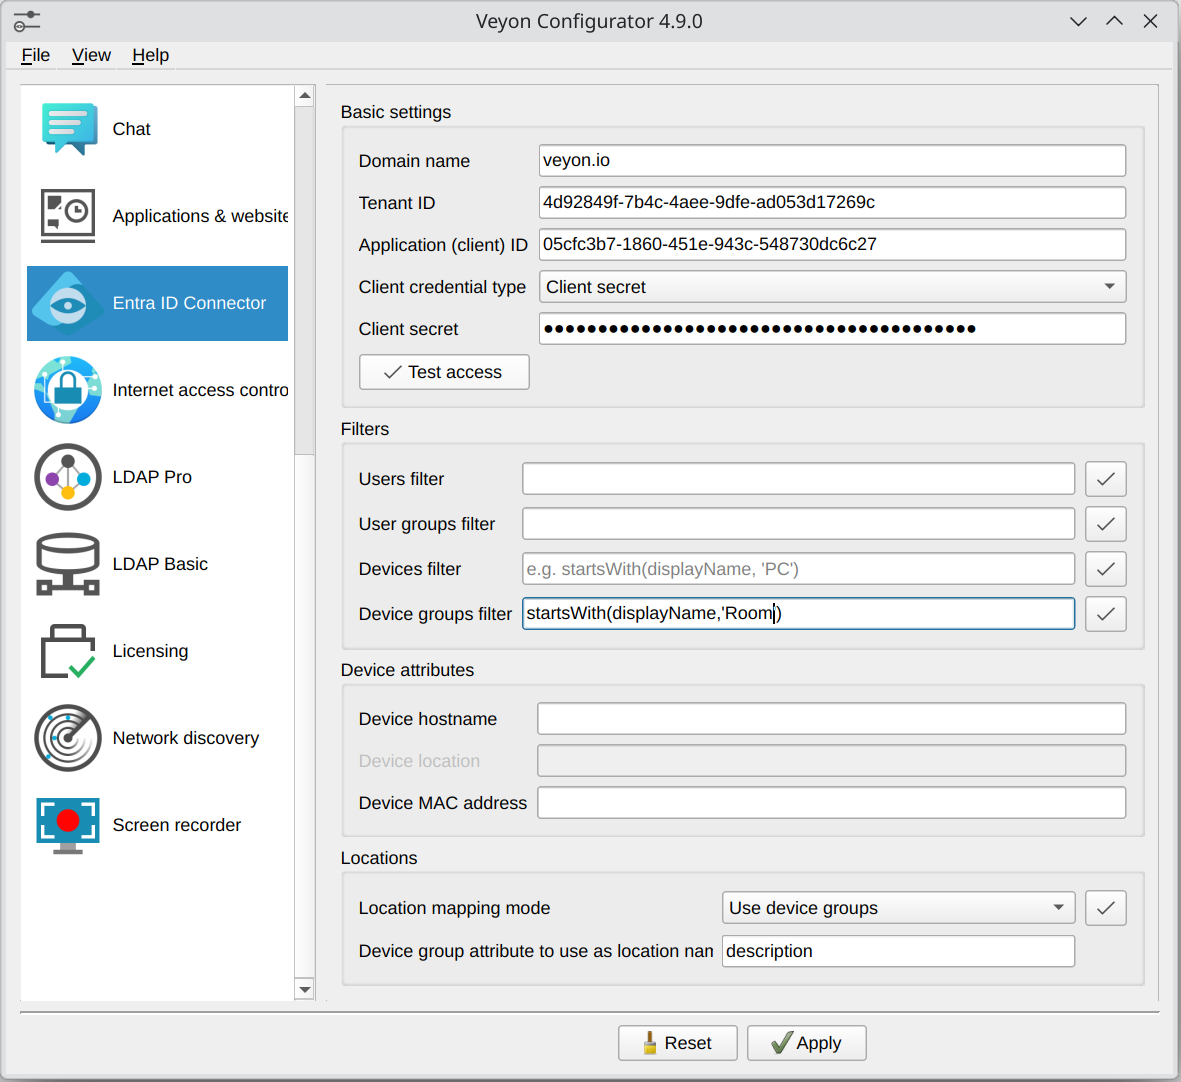 Veyon Configurator 4.9.0
File View Help
Chat
Applications & website
Entra ID Connector
Internet access contro
LDAP Pro
LDAP Basic
Licensing
Network discovery
Screen recorder
Basic settings
Domain name veyon.io
Tenant ID 4d92849f-7b4c-4aee-9dfe-ad053d17269c
Application (client) ID 05cfc3b7-1860-451e-943c-548730dc6c27
Client credential type Client secret
Client secret ●●●●●●●●●●●●●●●●●●●●●●●●●●●●●●●●●●●●●●●●
Test access
Filters
Users filter
User groups filter
Devices filter e.g. startsWith(displayName, 'PC')
Device groups filter startsWith(displayName,'Room')
Device attributes
Device hostname
Device location
Device MAC address
Locations
Location mapping mode Use device groups
Device group attribute to use as location nan description
Reset Apply